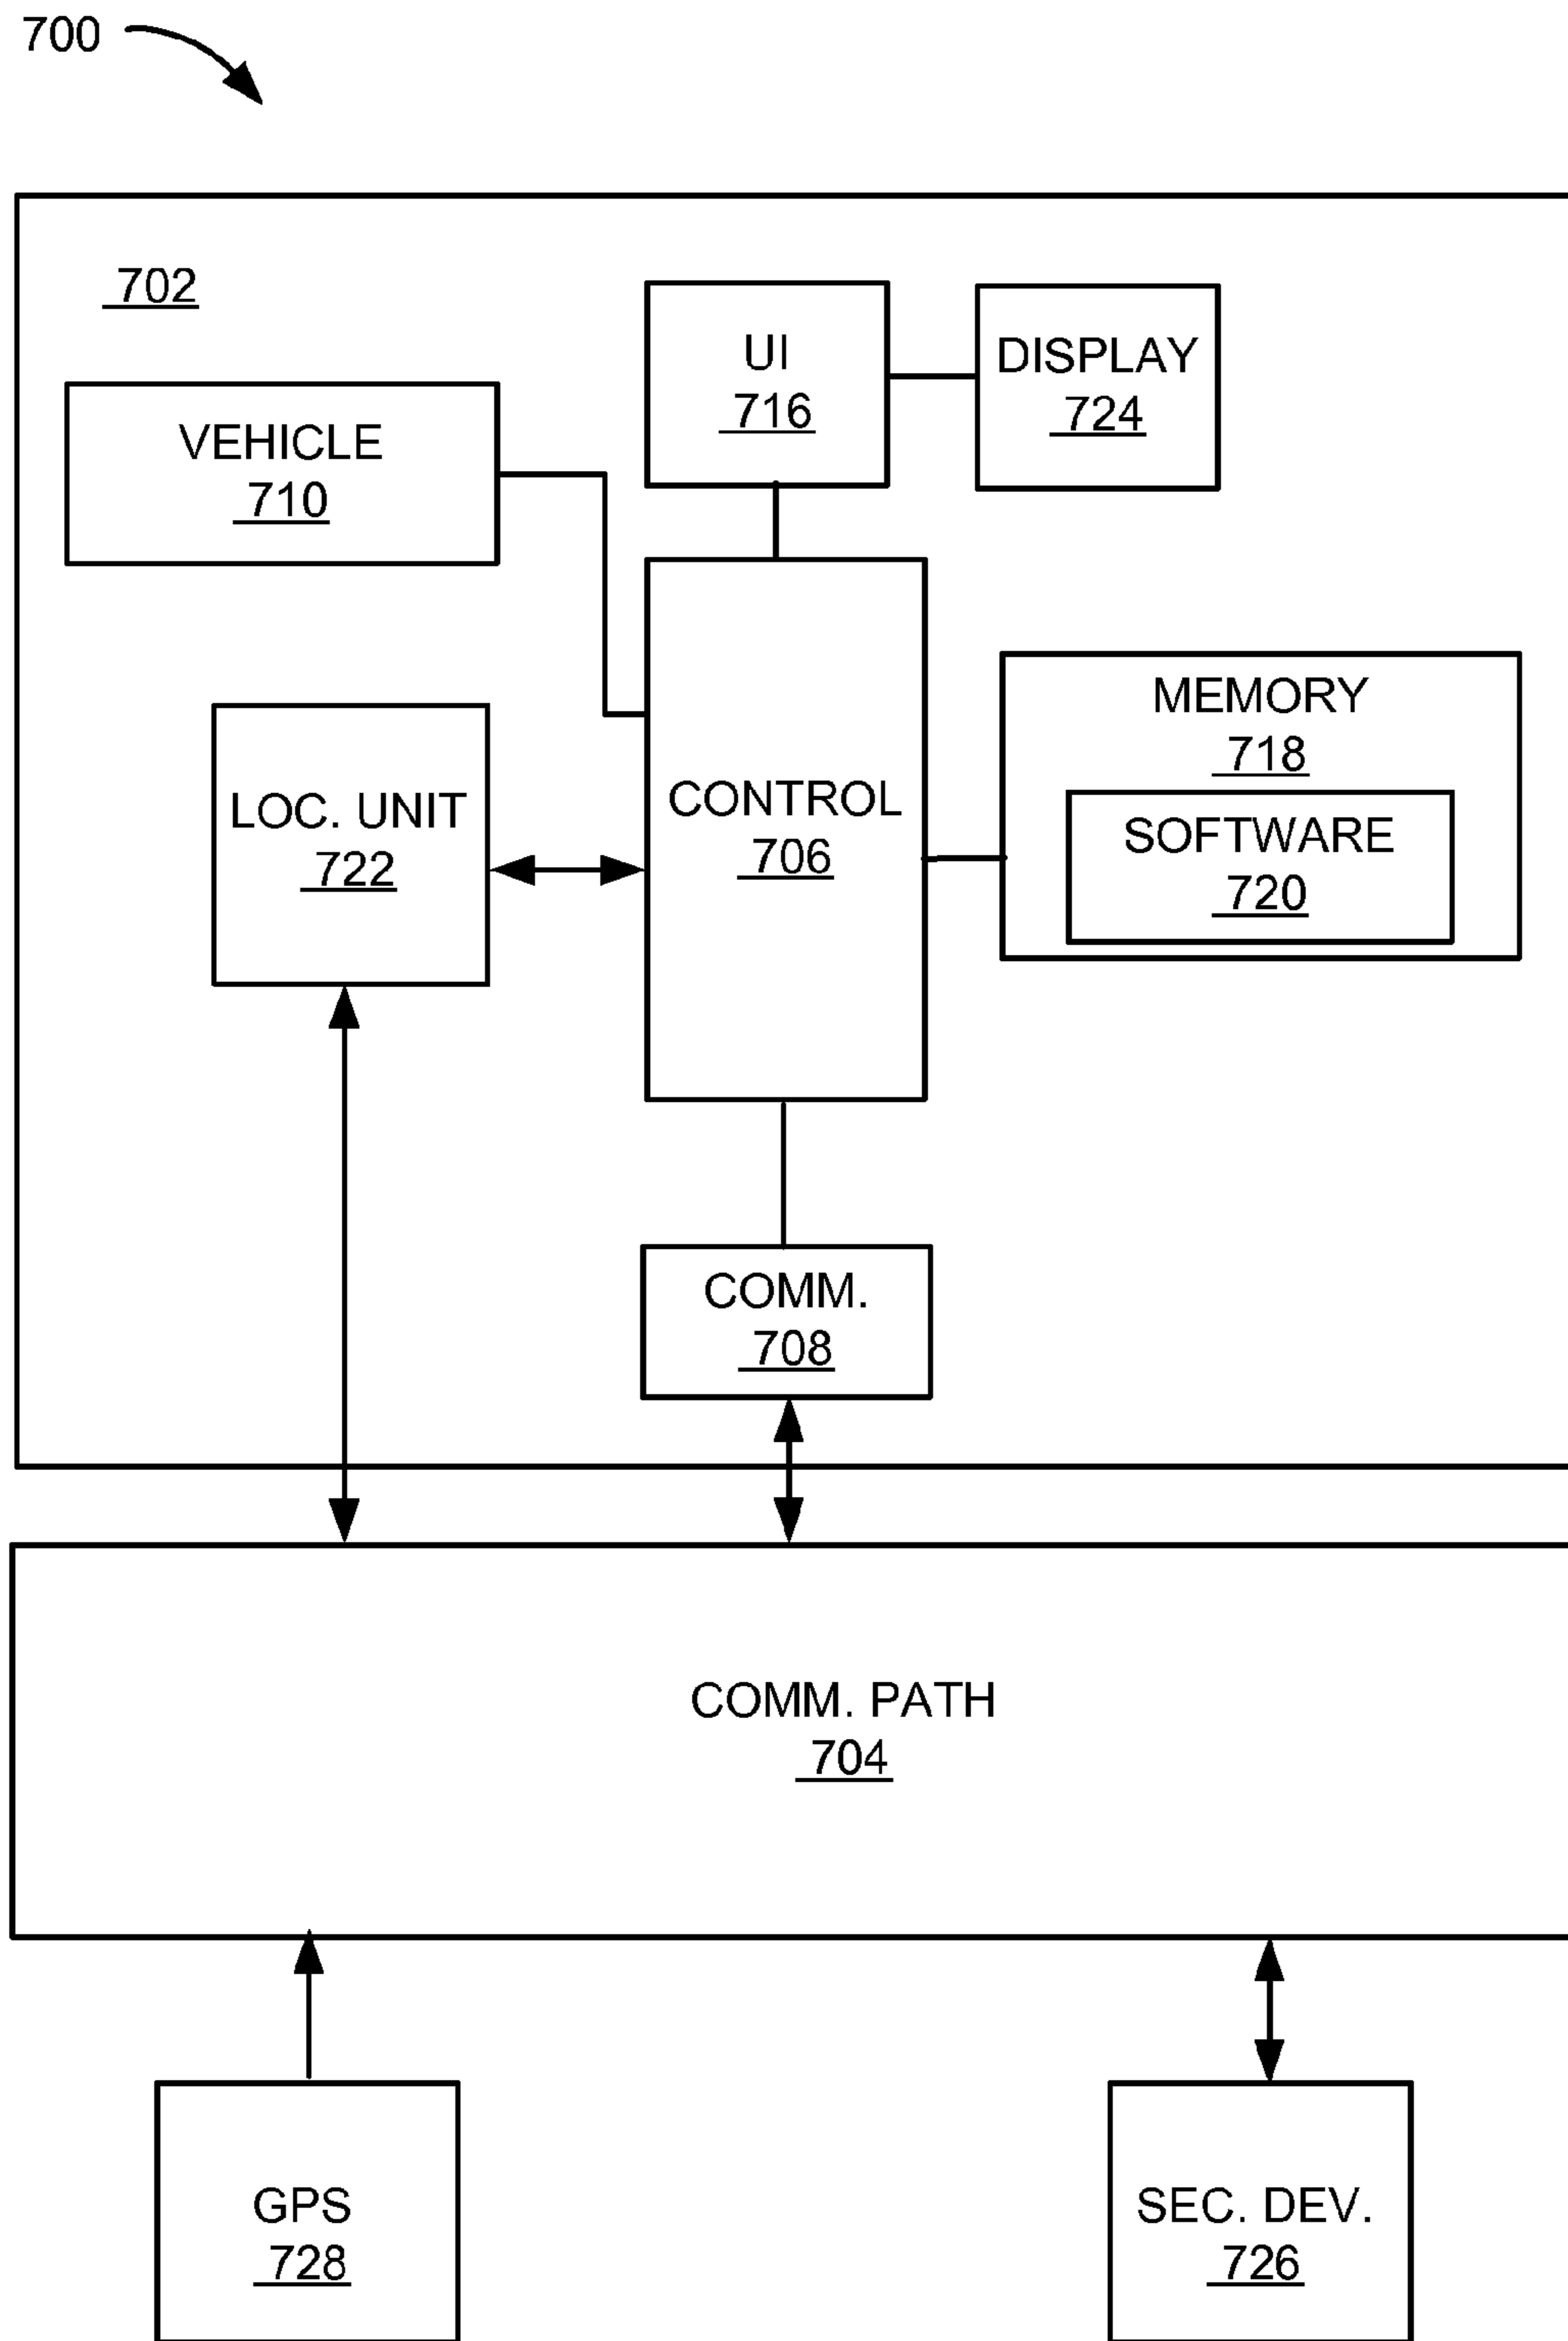 700
702
UI
716
DISPLAY
724
VEHICLE
710
MEMORY
718
LOC. UNIT
722
CONTROL
706
SOFTWARE
720
COMM.
708
COMM. PATH
704
GPS
728
SEC. DEV.
726